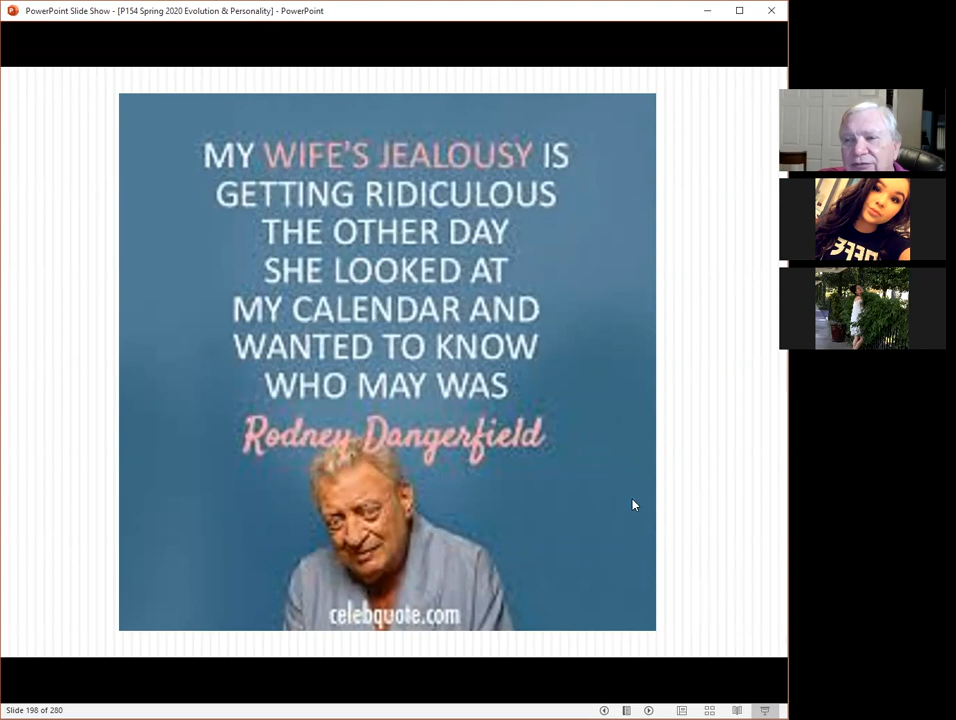 PowerPoint Slide Show - [P154 Spring 2020 Evolution & Personality] - PowerPoint
MY WIFE'S JEALOUSY IS
GETTING RIDICULOUS
THE OTHER DAY
SHE LOOKED AT
MY CALENDAR AND
WANTED TO KNOW
WHO MAY WAS
Rodney Dangerfield
celebquote.com
Slide 198 of 280